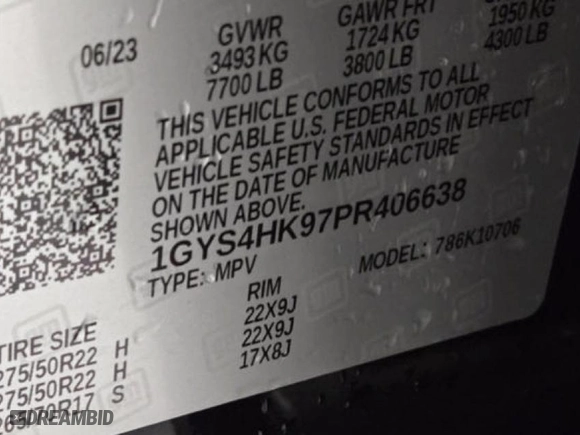 06/23
GVWR
3493 KG
7700 LB
GAWR FRT
1724 KG
3800 LB
1950 KG
4300 LB
THIS VEHICLE CONFORMS TO ALL
APPLICABLE U.S. FEDERAL MOTOR
VEHICLE SAFETY STANDARDS IN EFFECT
ON THE DATE OF MANUFACTURE
SHOWN ABOVE.
1GYS4HK97PR406638
TYPE: MPV
MODEL: 786K10706
TIRE SIZE
RIM
275/50R22 H
22X9J
275/50R22 H
22X9J
265/70R17 S
17X8J
DREAMBID